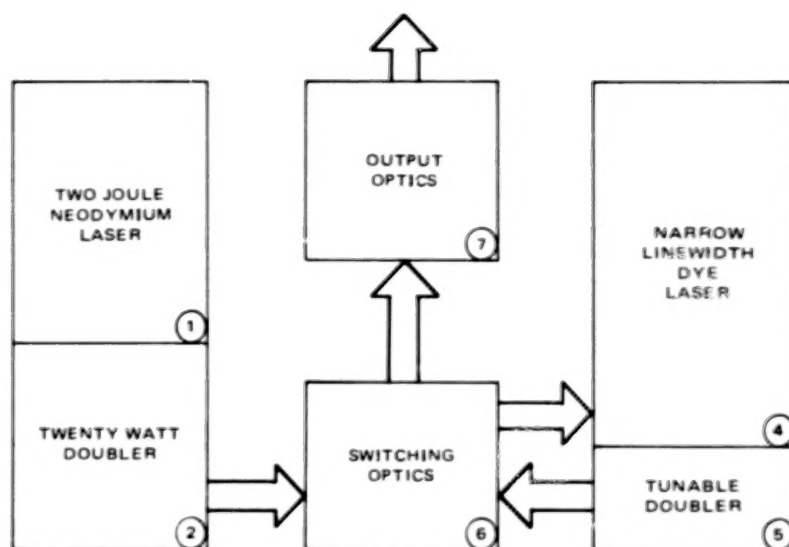 TWO JOULE
NEODYMIUM
LASER
1
TWENTY WATT
DOUBLER
2
OUTPUT
OPTICS
7
SWITCHING
OPTICS
6
NARROW
LINEWIDTH
DYE
LASER
4
TUNABLE
DOUBLER
5